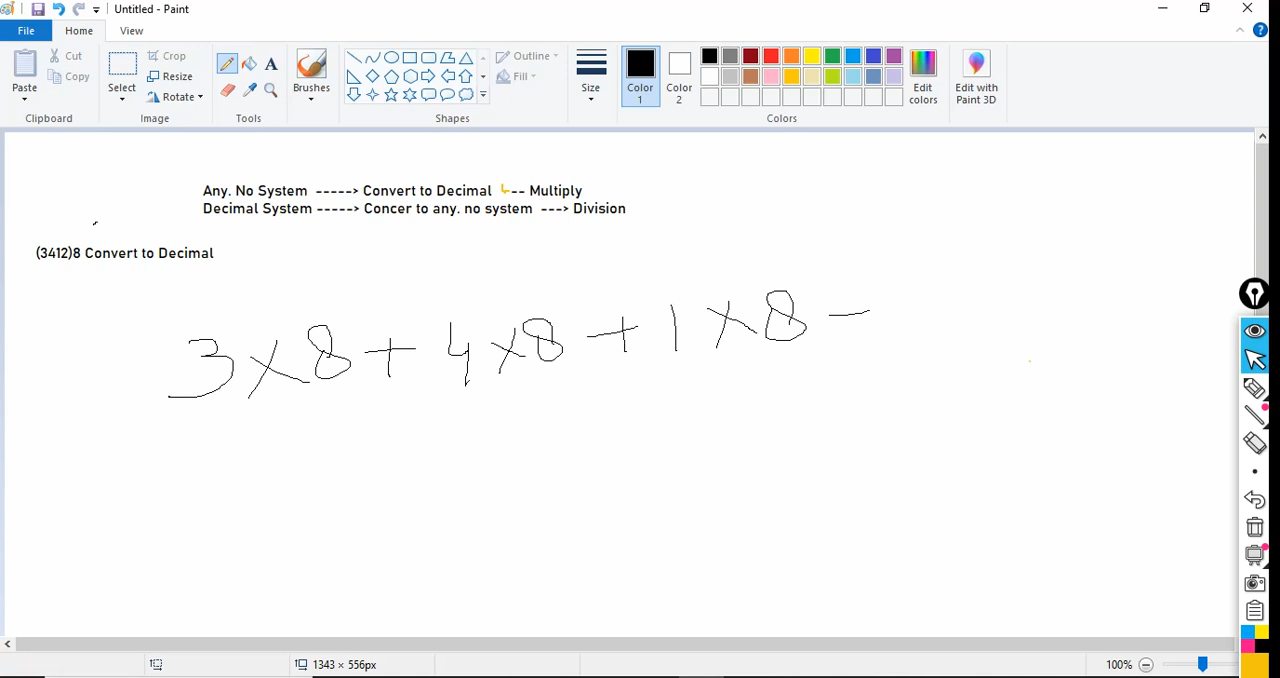 Untitled - Paint
File Home View
Paste
Cut
Copy
Clipboard
Select
Crop
Resize
Rotate
Image
A
Tools
Brushes
Shapes
Outline
Fill
Size
Color 1
Color 2
Colors
Edit colors
Edit with Paint 3D
Any. No System -----> Convert to Decimal -- Multiply
Decimal System -----> Concer to any. no system ---> Division
(3412)8 Convert to Decimal
3 × 8 + 4 × 8 + 1 × 8 -
1343 × 556px
100%